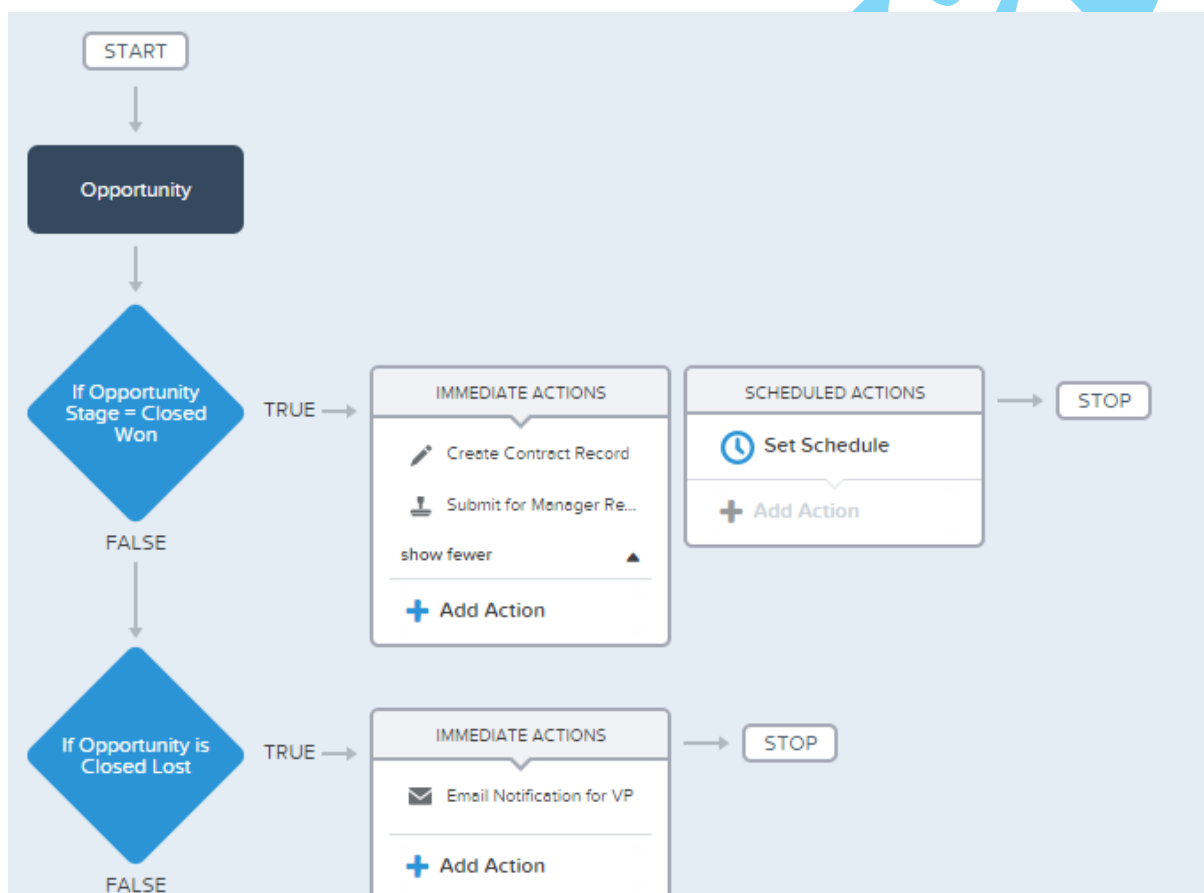 START
Opportunity
If Opportunity
Stage = Closed
Won
TRUE
IMMEDIATE ACTIONS
Create Contract Record
Submit for Manager Re...
show fewer
Add Action
SCHEDULED ACTIONS
Set Schedule
Add Action
STOP
FALSE
If Opportunity is
Closed Lost
TRUE
IMMEDIATE ACTIONS
Email Notification for VP
Add Action
STOP
FALSE